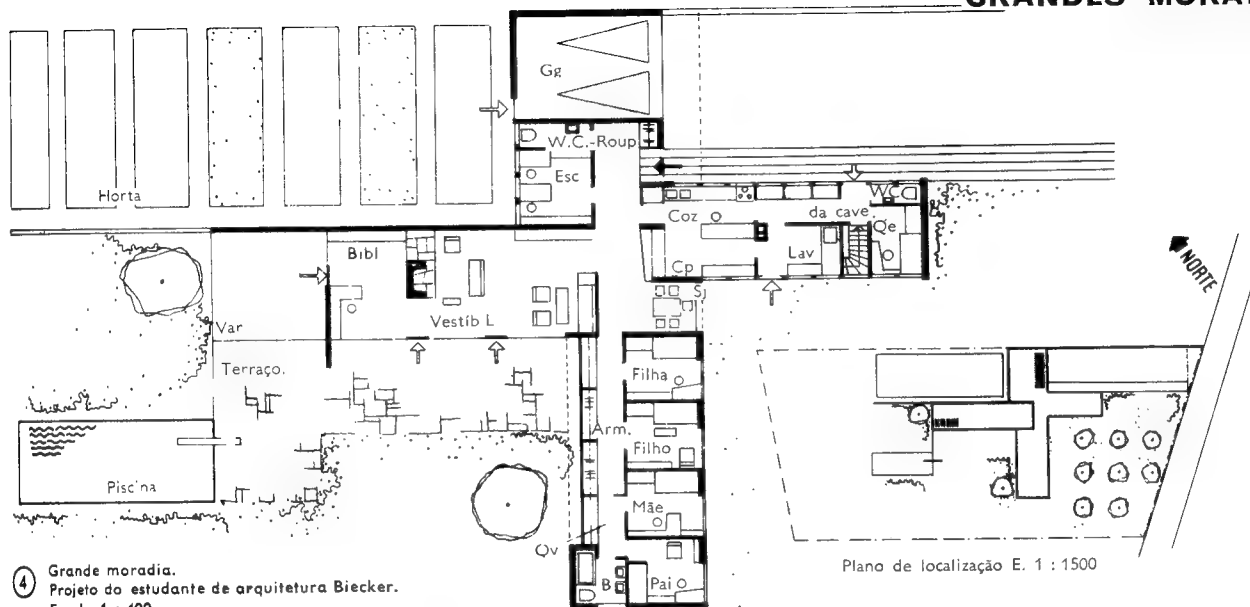 GRANDES MORA
Gg
W.C.-Roup.
Esc
Horta
Coz
da cave
WC
Qe
Bibl
Cp
Lav
S
NORTE
Vestíb L
Var
Terraço.
Filha
Arm.
Filho
Piscina
Mãe
Qv
B
Pai
Plano de localização E. 1 : 1500
4 Grande moradia.
Projeto do estudante de arquitetura Biecker.